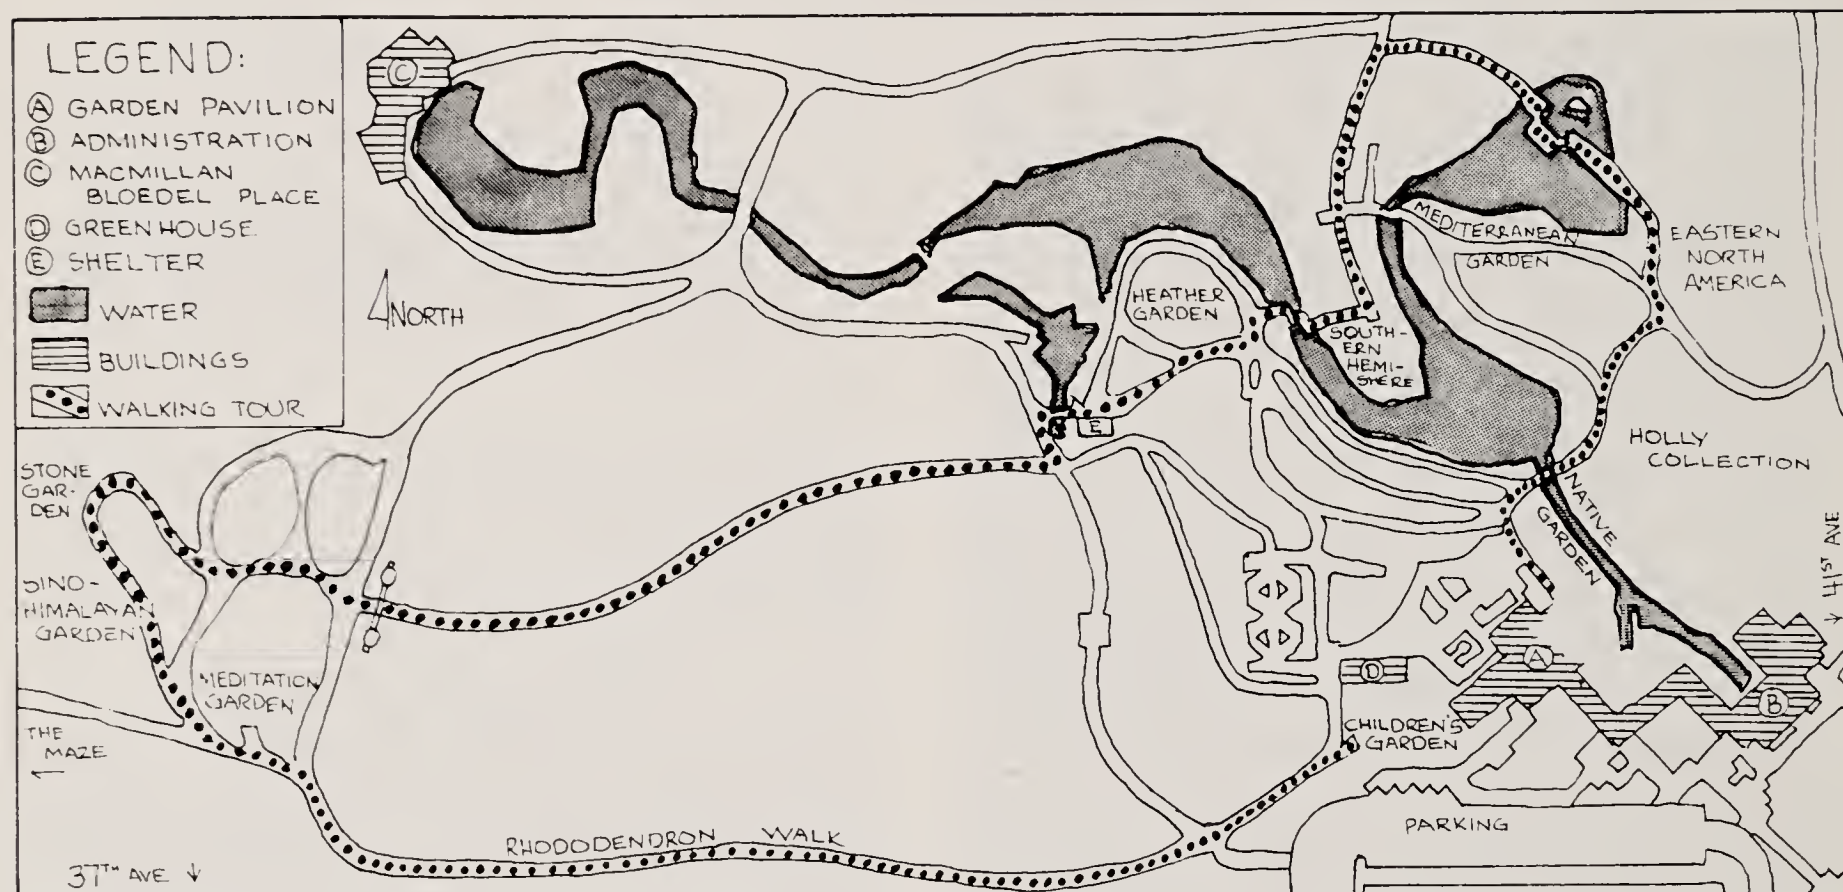 LEGEND:
Ⓐ GARDEN PAVILION
Ⓑ ADMINISTRATION
Ⓒ MACMILLAN
BLOEDEL PLACE
Ⓓ GREENHOUSE
Ⓔ SHELTER
WATER
BUILDINGS
WALKING TOUR
C
NORTH
HEATHER
GARDEN
MEDITERRANEAN
GARDEN
EASTERN
NORTH
AMERICA
SOUTH-
ERN
HEMI-
SHERE
E
HOLLY
COLLECTION
NATIVE
GARDEN
41ST AVE
STONE
GAR-
DEN
SINO-
HIMALAYAN
GARDEN
MEDITATION
GARDEN
THE
MAZE
A
B
D
CHILDREN'S
GARDEN
PARKING
RHODODENDRON WALK
37TH AVE